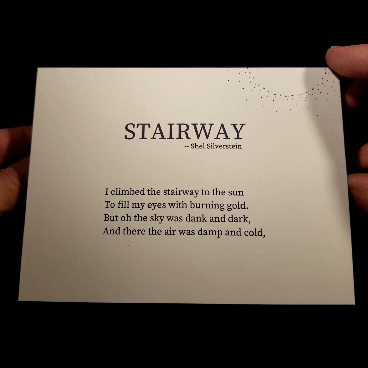 STAIRWAY
-- Shel Silverstein
I climbed the stairway to the sun
To fill my eyes with burning gold.
But oh the sky was dank and dark,
And there the air was damp and cold,